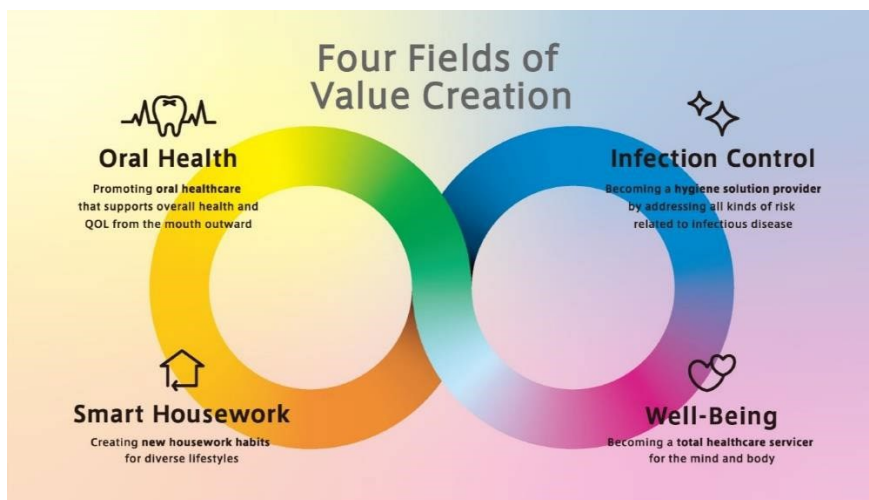 Four Fields of
Value Creation
Oral Health
Promoting oral healthcare
that supports overall health and
QOL from the mouth outward
Infection Control
Becoming a hygiene solution provider
by addressing all kinds of risk
related to infectious disease
Smart Housework
Creating new housework habits
for diverse lifestyles
Well-Being
Becoming a total healthcare servicer
for the mind and body